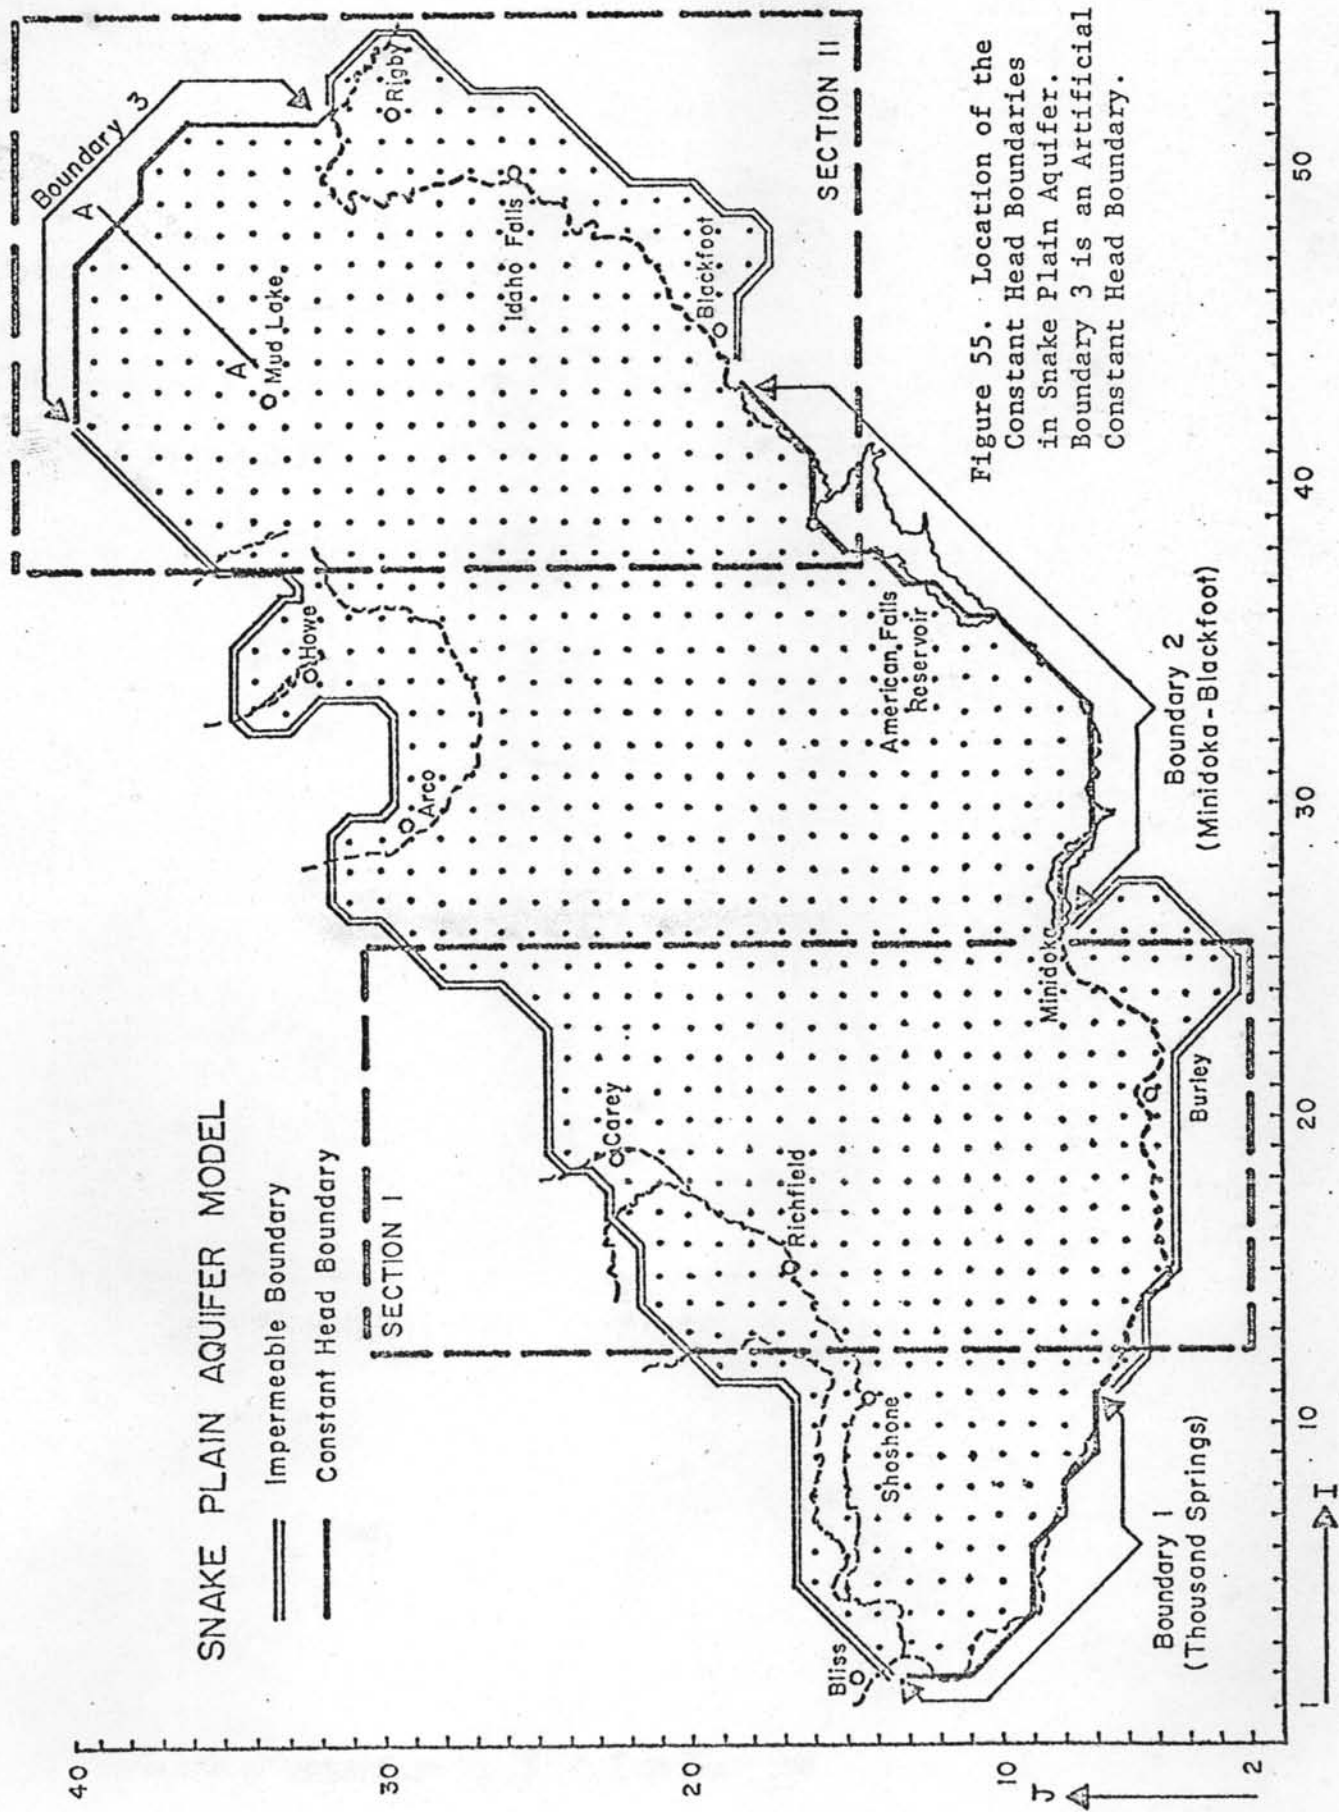 SNAKE PLAIN AQUIFER MODEL
Impermeable Boundary
Constant Head Boundary
SECTION I
SECTION II
Boundary 3
A
A
Mud Lake
Rigby
Idaho Falls
Blackfoot
Howe
Arco
American Falls
Reservoir
Carey
Richfield
Minidoka
Burley
Shoshone
Bliss
Boundary 1
(Thousand Springs)
Boundary 2
(Minidoka-Blackfoot)
Figure 55. Location of the
Constant Head Boundaries
in Snake Plain Aquifer.
Boundary 3 is an Artificial
Constant Head Boundary.
40
30
20
10
2
J
1
10
20
30
40
50
I